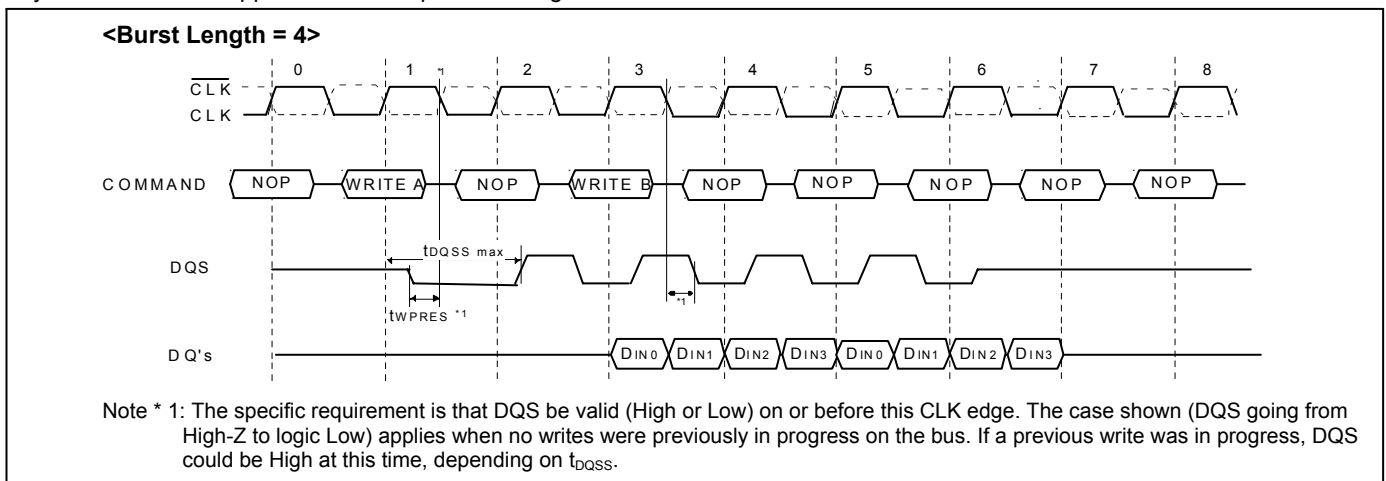 <Burst Length = 4>
0 1 *1 2 3 4 5 6 7 8
CLK
CLK
COMMAND NOP WRITE A NOP WRITE B NOP NOP NOP NOP NOP
tDQSS max
DQS
*1
tWPRES *1
DQ's DIN0 DIN1 DIN2 DIN3 DIN0 DIN1 DIN2 DIN3
Note * 1: The specific requirement is that DQS be valid (High or Low) on or before this CLK edge. The case shown (DQS going from
High-Z to logic Low) applies when no writes were previously in progress on the bus. If a previous write was in progress, DQS
could be High at this time, depending on tDQSS.